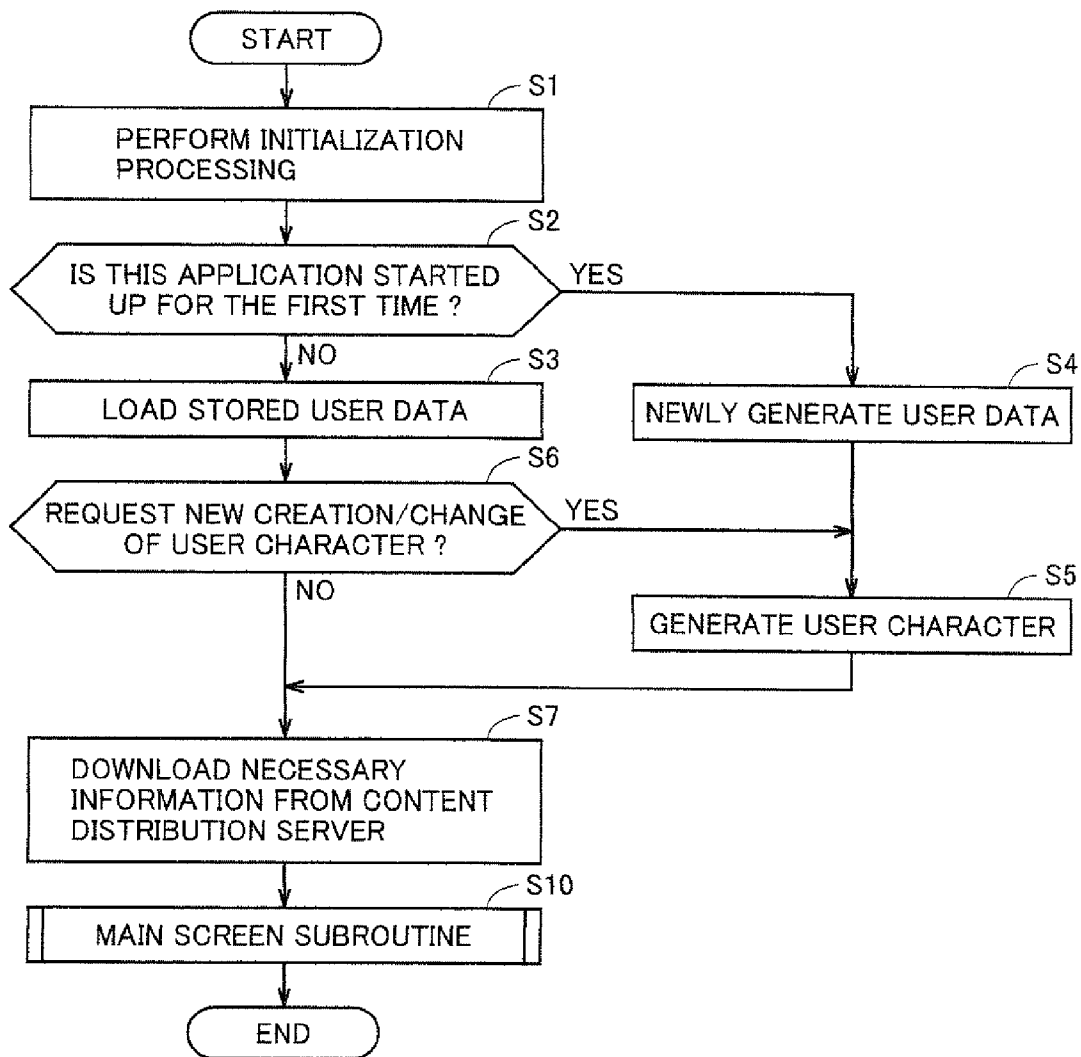 START
S1
PERFORM INITIALIZATION
PROCESSING
S2
IS THIS APPLICATION STARTED
UP FOR THE FIRST TIME ?
YES
NO
S3
LOAD STORED USER DATA
S4
NEWLY GENERATE USER DATA
S6
REQUEST NEW CREATION/CHANGE
OF USER CHARACTER ?
YES
NO
S5
GENERATE USER CHARACTER
S7
DOWNLOAD NECESSARY
INFORMATION FROM CONTENT
DISTRIBUTION SERVER
S10
MAIN SCREEN SUBROUTINE
END